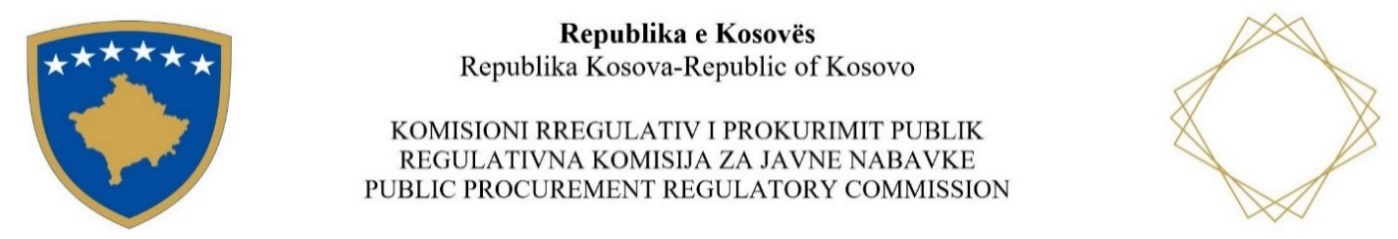 Republika e Kosovës
Republika Kosova-Republic of Kosovo
KOMISIONI RREGULATIV I PROKURIMIT PUBLIK
REGULATIVNA KOMISIJA ZA JAVNE NABAVKE
PUBLIC PROCUREMENT REGULATORY COMMISSION